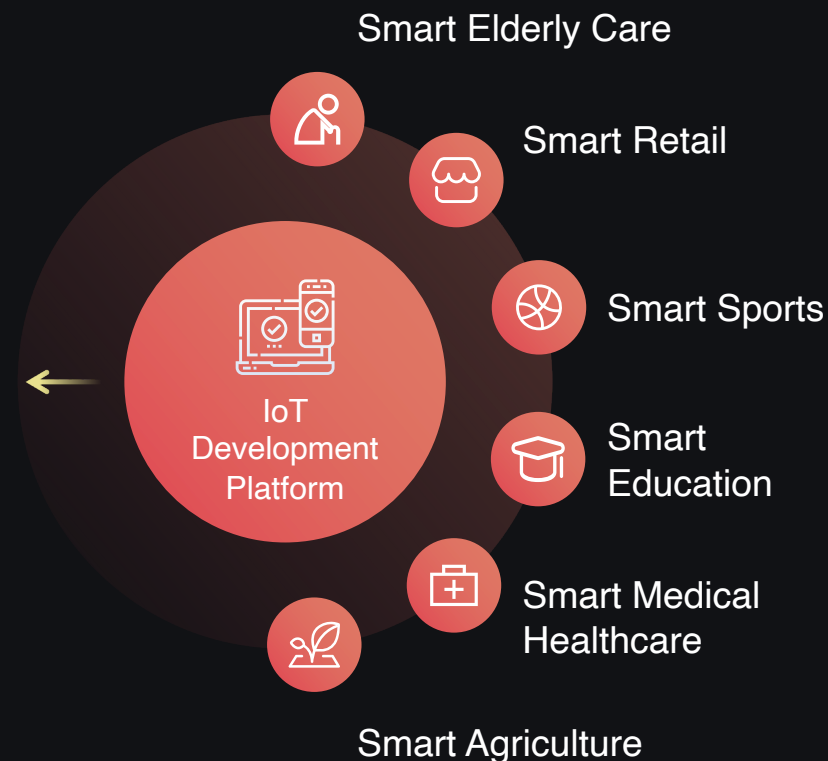 Smart Elderly Care
Smart Retail
Smart Sports
IoT
Development
Platform
Smart
Education
Smart Medical
Healthcare
Smart Agriculture